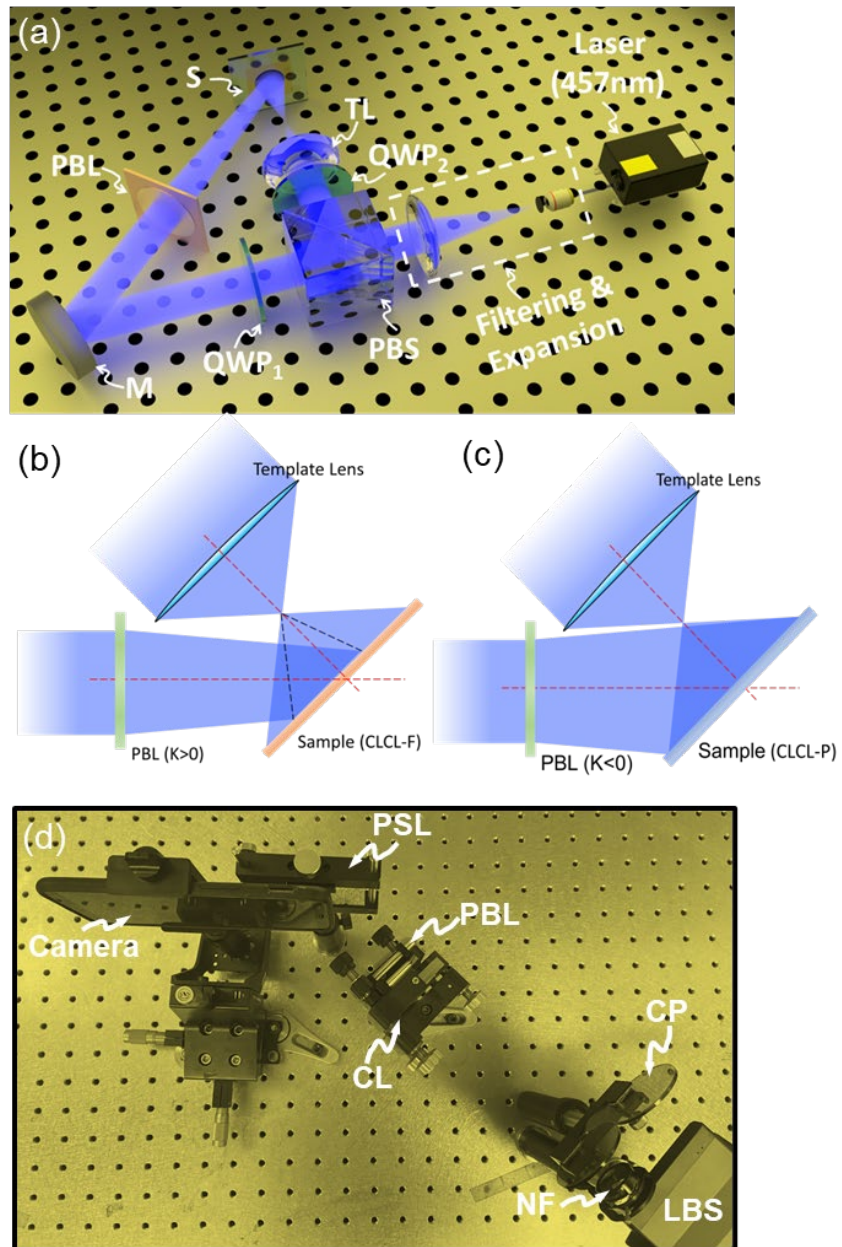 (a)
Laser
(457nm)
S
TL
QWP2
PBL
Filtering &
Expansion
PBS
QWP1
M
(b)
Template Lens
PBL (K>0)
Sample (CLCL-F)
(c)
Template Lens
PBL (K<0)
Sample (CLCL-P)
(d)
PSL
PBL
Camera
CP
CL
NF
LBS